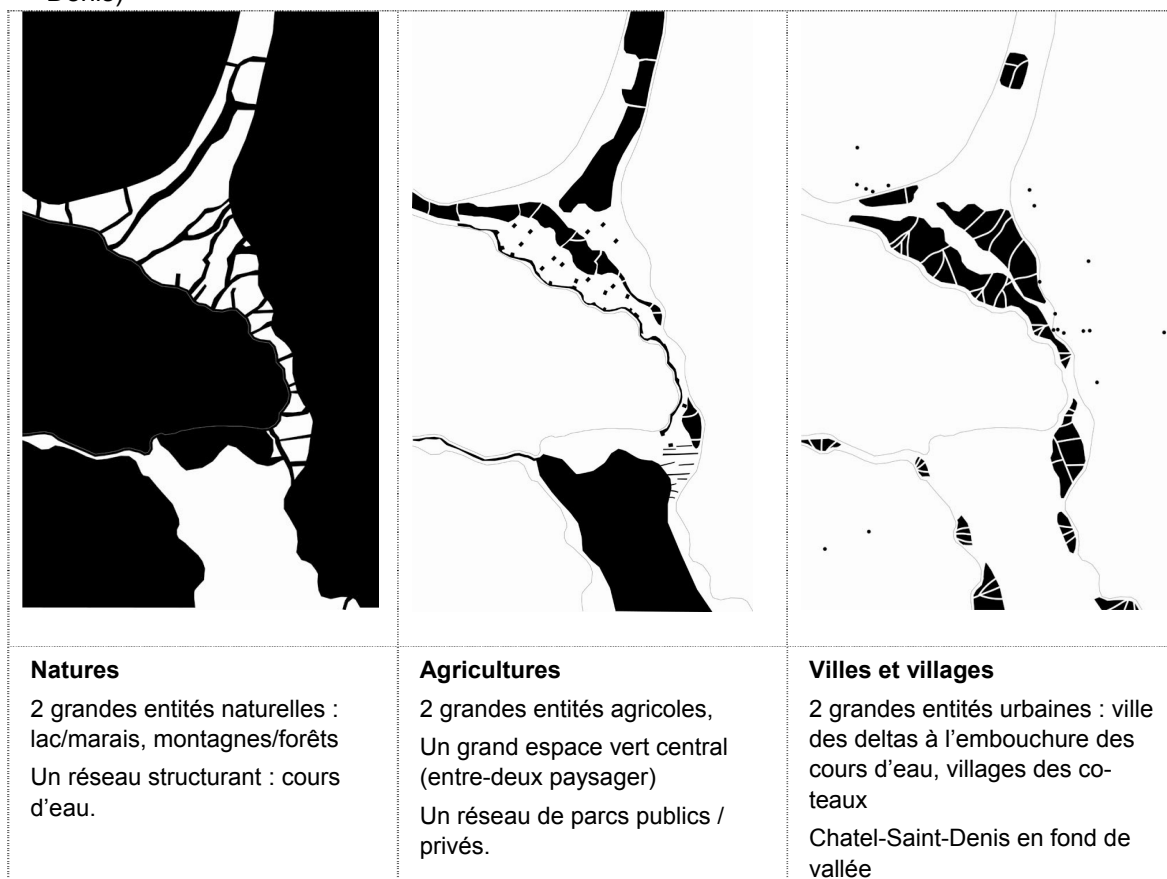 Denis)
Natures
2 grandes entités naturelles :
lac/marais, montagnes/forêts
Un réseau structurant : cours
d'eau.
Agricultures
2 grandes entités agricoles,
Un grand espace vert central
(entre-deux paysager)
Un réseau de parcs publics /
privés.
Villes et villages
2 grandes entités urbaines : ville
des deltas à l'embouchure des
cours d'eau, villages des co-
teaux
Chatel-Saint-Denis en fond de
vallée